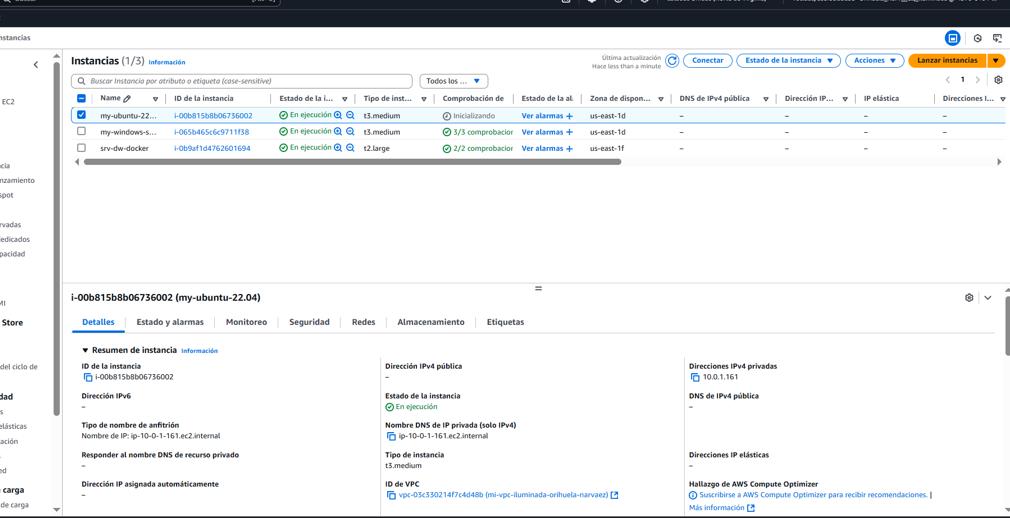 nstancias
Instancias (1/3) Información
Última actualización
Hace less than a minute
Conectar
Estado de la instancia
Acciones
Lanzar instancias
Buscar Instancia por atributo o etiqueta (case-sensitive)
Todos los ...
1
Name
ID de la instancia
Estado de la i...
Tipo de inst...
Comprobación de
Estado de la al
Zona de dispon...
DNS de IPv4 pública
Dirección IP...
IP elástica
Direcciones I...
my-ubuntu-22... i-00b815b8b06736002 En ejecución t3.medium Inicializando Ver alarmas + us-east-1d – – – –
my-windows-s... i-065b465c6c9711f38 En ejecución t3.medium 3/3 comprobacior Ver alarmas + us-east-1d – – – –
srv-dw-docker i-0b9af1d4762601694 En ejecución t2.large 2/2 comprobacior Ver alarmas + us-east-1f – – – –
EC2
cia
nzamiento
spot
rvadas
edicados
pacidad
MI
Store
del ciclo de
dad
s
elásticas
ación
ed
carga
de carga
i-00b815b8b06736002 (my-ubuntu-22.04)
Detalles
Estado y alarmas
Monitoreo
Seguridad
Redes
Almacenamiento
Etiquetas
Resumen de instancia Información
ID de la instancia
i-00b815b8b06736002
Dirección IPv4 pública
–
Direcciones IPv4 privadas
10.0.1.161
Dirección IPv6
–
Estado de la instancia
En ejecución
DNS de IPv4 pública
–
Tipo de nombre de anfitrión
Nombre de IP: ip-10-0-1-161.ec2.internal
Nombre DNS de IP privada (solo IPv4)
ip-10-0-1-161.ec2.internal
Responder al nombre DNS de recurso privado
–
Tipo de instancia
t3.medium
Direcciones IP elásticas
–
Dirección IP asignada automáticamente
–
ID de VPC
vpc-03c330214f7c4d48b (mi-vpc-iluminada-orihuela-narvaez)
Hallazgo de AWS Compute Optimizer
Suscribirse a AWS Compute Optimizer para recibir recomendaciones. |
Más información